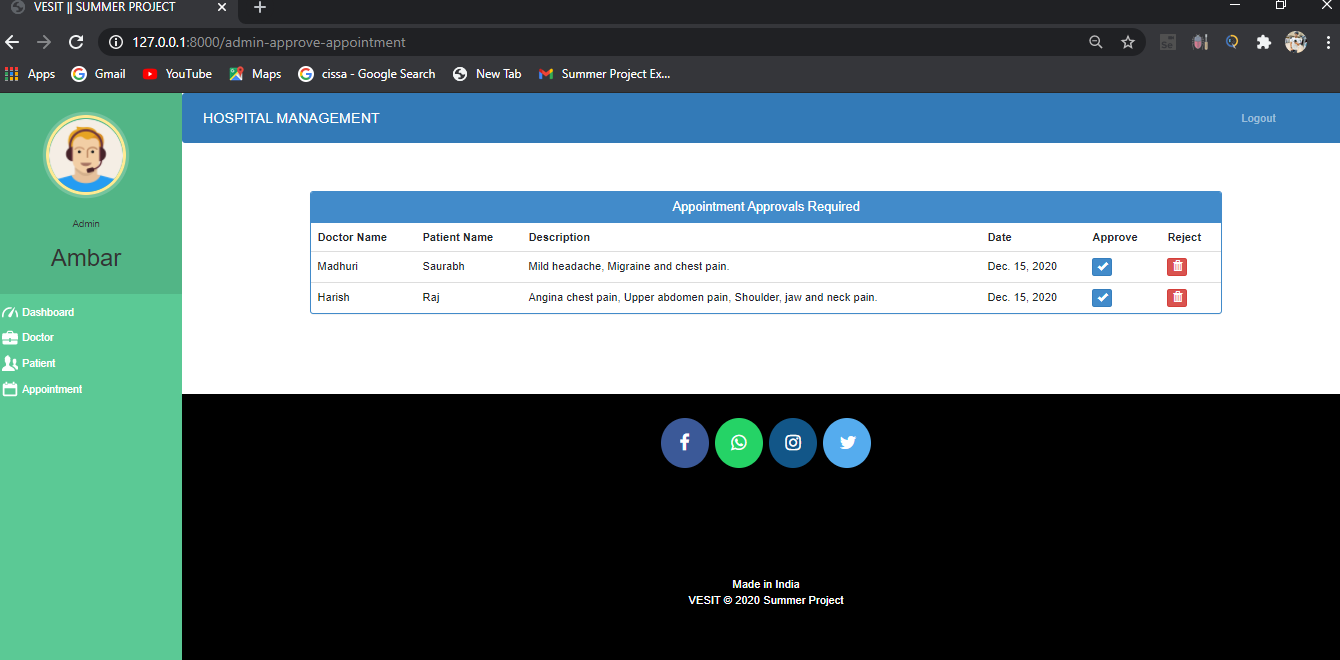 VESIT || SUMMER PROJECT
127.0.0.1:8000/admin-approve-appointment
Apps Gmail YouTube Maps cissa - Google Search New Tab Summer Project Ex...
HOSPITAL MANAGEMENT Logout
Admin
Ambar
Dashboard
Doctor
Patient
Appointment
Appointment Approvals Required
Doctor Name Patient Name Description Date Approve Reject
Madhuri Saurabh Mild headache, Migraine and chest pain. Dec. 15, 2020
Harish Raj Angina chest pain, Upper abdomen pain, Shoulder, jaw and neck pain. Dec. 15, 2020
Made in India
VESIT © 2020 Summer Project